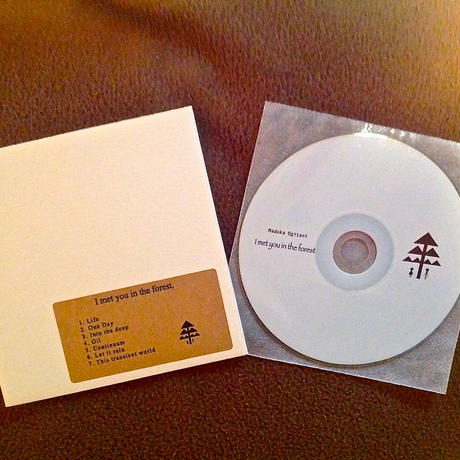 I met you in the forest.
1. Life
2. One Day
3. Into the deep
4. Oil
5. Continuum
6. Let it rain
7. This transient world
Madoka Ogitani
I met you in the forest